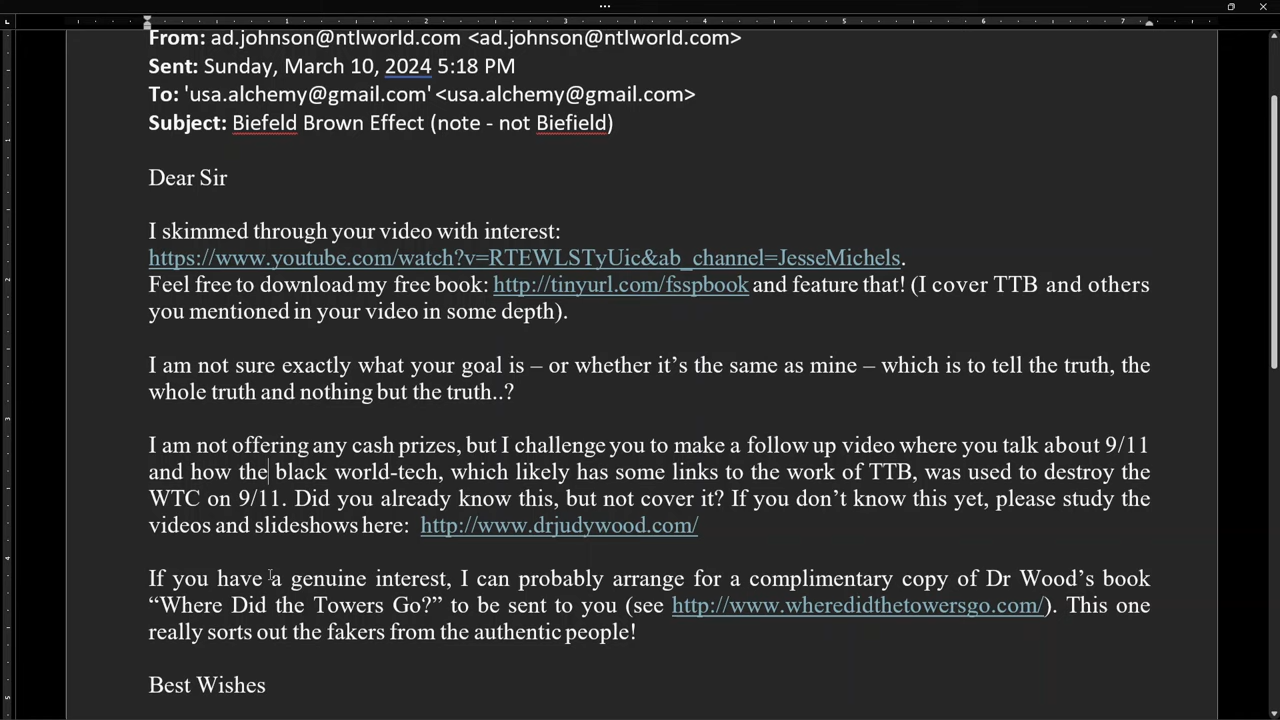 From: ad.johnson@ntlworld.com <ad.johnson@ntlworld.com>
Sent: Sunday, March 10, 2024 5:18 PM
To: 'usa.alchemy@gmail.com' <usa.alchemy@gmail.com>
Subject: Biefeld Brown Effect (note - not Biefield)
Dear Sir
I skimmed through your video with interest:
https://www.youtube.com/watch?v=RTEWLSTyUic&ab_channel=JesseMichels.
Feel free to download my free book: http://tinyurl.com/fsspbook and feature that! (I cover TTB and others
you mentioned in your video in some depth).
I am not sure exactly what your goal is – or whether it’s the same as mine – which is to tell the truth, the
whole truth and nothing but the truth..?
I am not offering any cash prizes, but I challenge you to make a follow up video where you talk about 9/11
and how the black world-tech, which likely has some links to the work of TTB, was used to destroy the
WTC on 9/11. Did you already know this, but not cover it? If you don’t know this yet, please study the
videos and slideshows here: http://www.drjudywood.com/
If you have a genuine interest, I can probably arrange for a complimentary copy of Dr Wood’s book
“Where Did the Towers Go?” to be sent to you (see http://www.wheredidthetowersgo.com/). This one
really sorts out the fakers from the authentic people!
Best Wishes